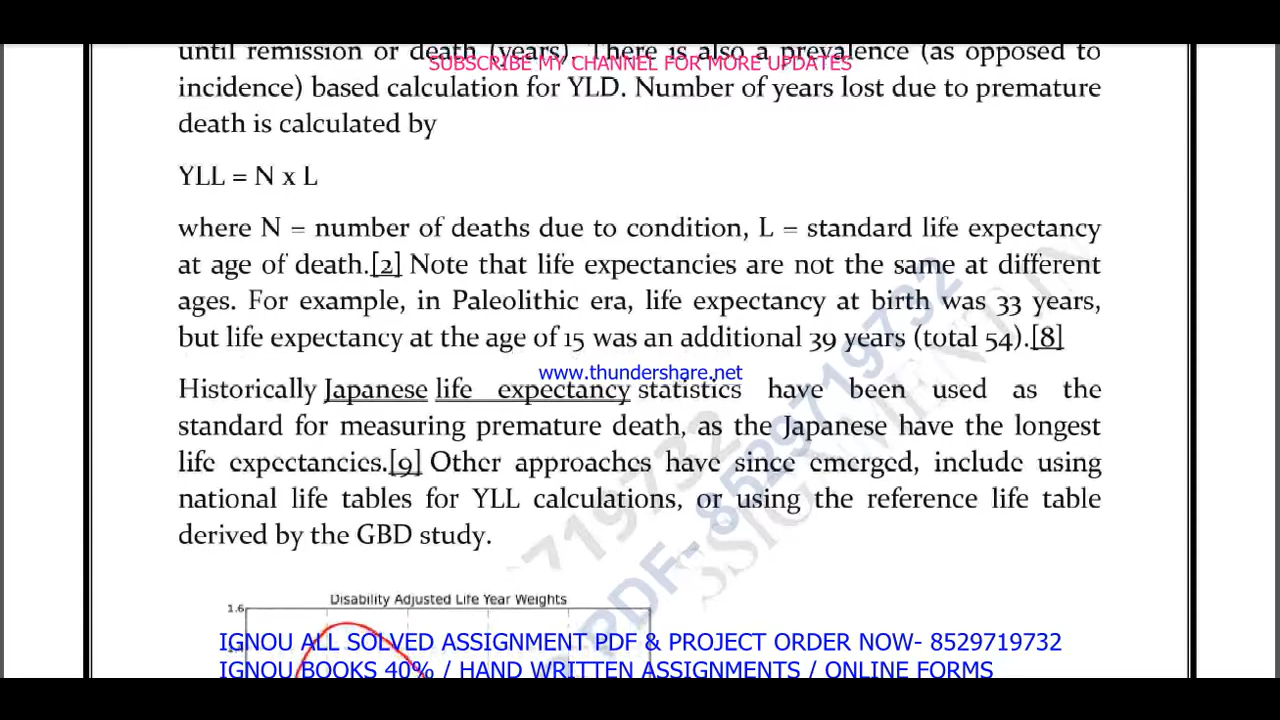 until remission or death (years). There is also a prevalence (as opposed to
SUBSCRIBE MY CHANNEL FOR MORE UPDATES
incidence) based calculation for YLD. Number of years lost due to premature
death is calculated by
YLL = N x L
where N = number of deaths due to condition, L = standard life expectancy
at age of death.[2] Note that life expectancies are not the same at different
ages. For example, in Paleolithic era, life expectancy at birth was 33 years,
but life expectancy at the age of 15 was an additional 39 years (total 54).[8]
www.thundershare.net
Historically Japanese life expectancy statistics have been used as the
standard for measuring premature death, as the Japanese have the longest
life expectancies.[9] Other approaches have since emerged, include using
national life tables for YLL calculations, or using the reference life table
derived by the GBD study.
Disability Adjusted Life Year Weights
1.6
IGNOU ALL SOLVED ASSIGNMENT PDF & PROJECT ORDER NOW- 8529719732
IGNOU BOOKS 40% / HAND WRITTEN ASSIGNMENTS / ONLINE FORMS
PDF- 8529719732